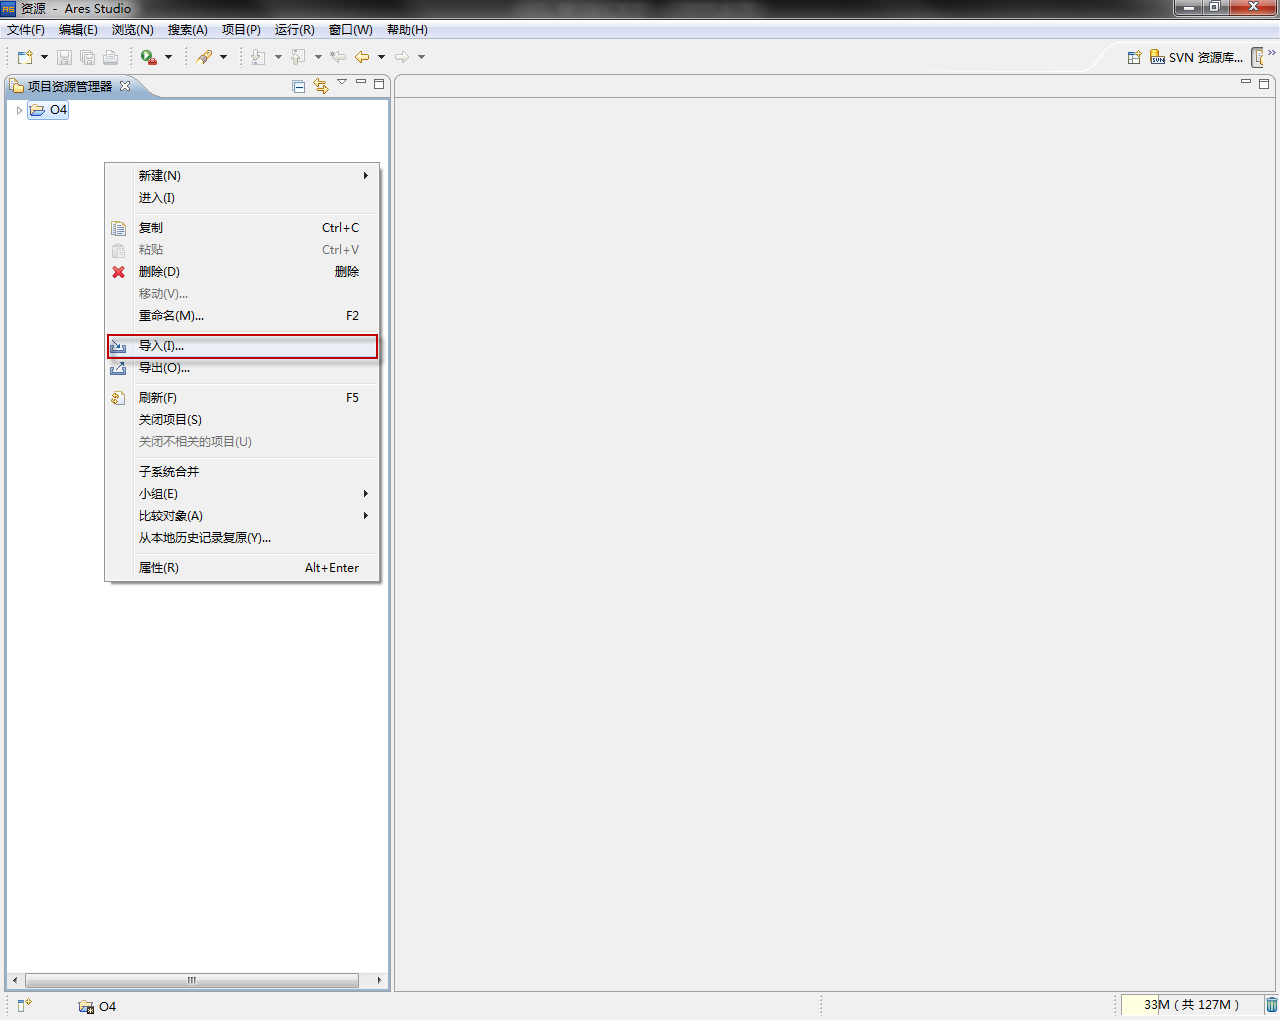 资源 - Ares Studio
文件(F) 编辑(E) 浏览(N) 搜索(A) 项目(P) 运行(R) 窗口(W) 帮助(H)
SVN 资源库...
项目资源管理器
O4
新建(N)
进入(I)
复制 Ctrl+C
粘贴 Ctrl+V
删除(D) 删除
移动(V)...
重命名(M)... F2
导入(I)...
导出(O)...
刷新(F) F5
关闭项目(S)
关闭不相关的项目(U)
子系统合并
小组(E)
比较对象(A)
从本地历史记录复原(Y)...
属性(R) Alt+Enter
O4
33M ( 共 127M )